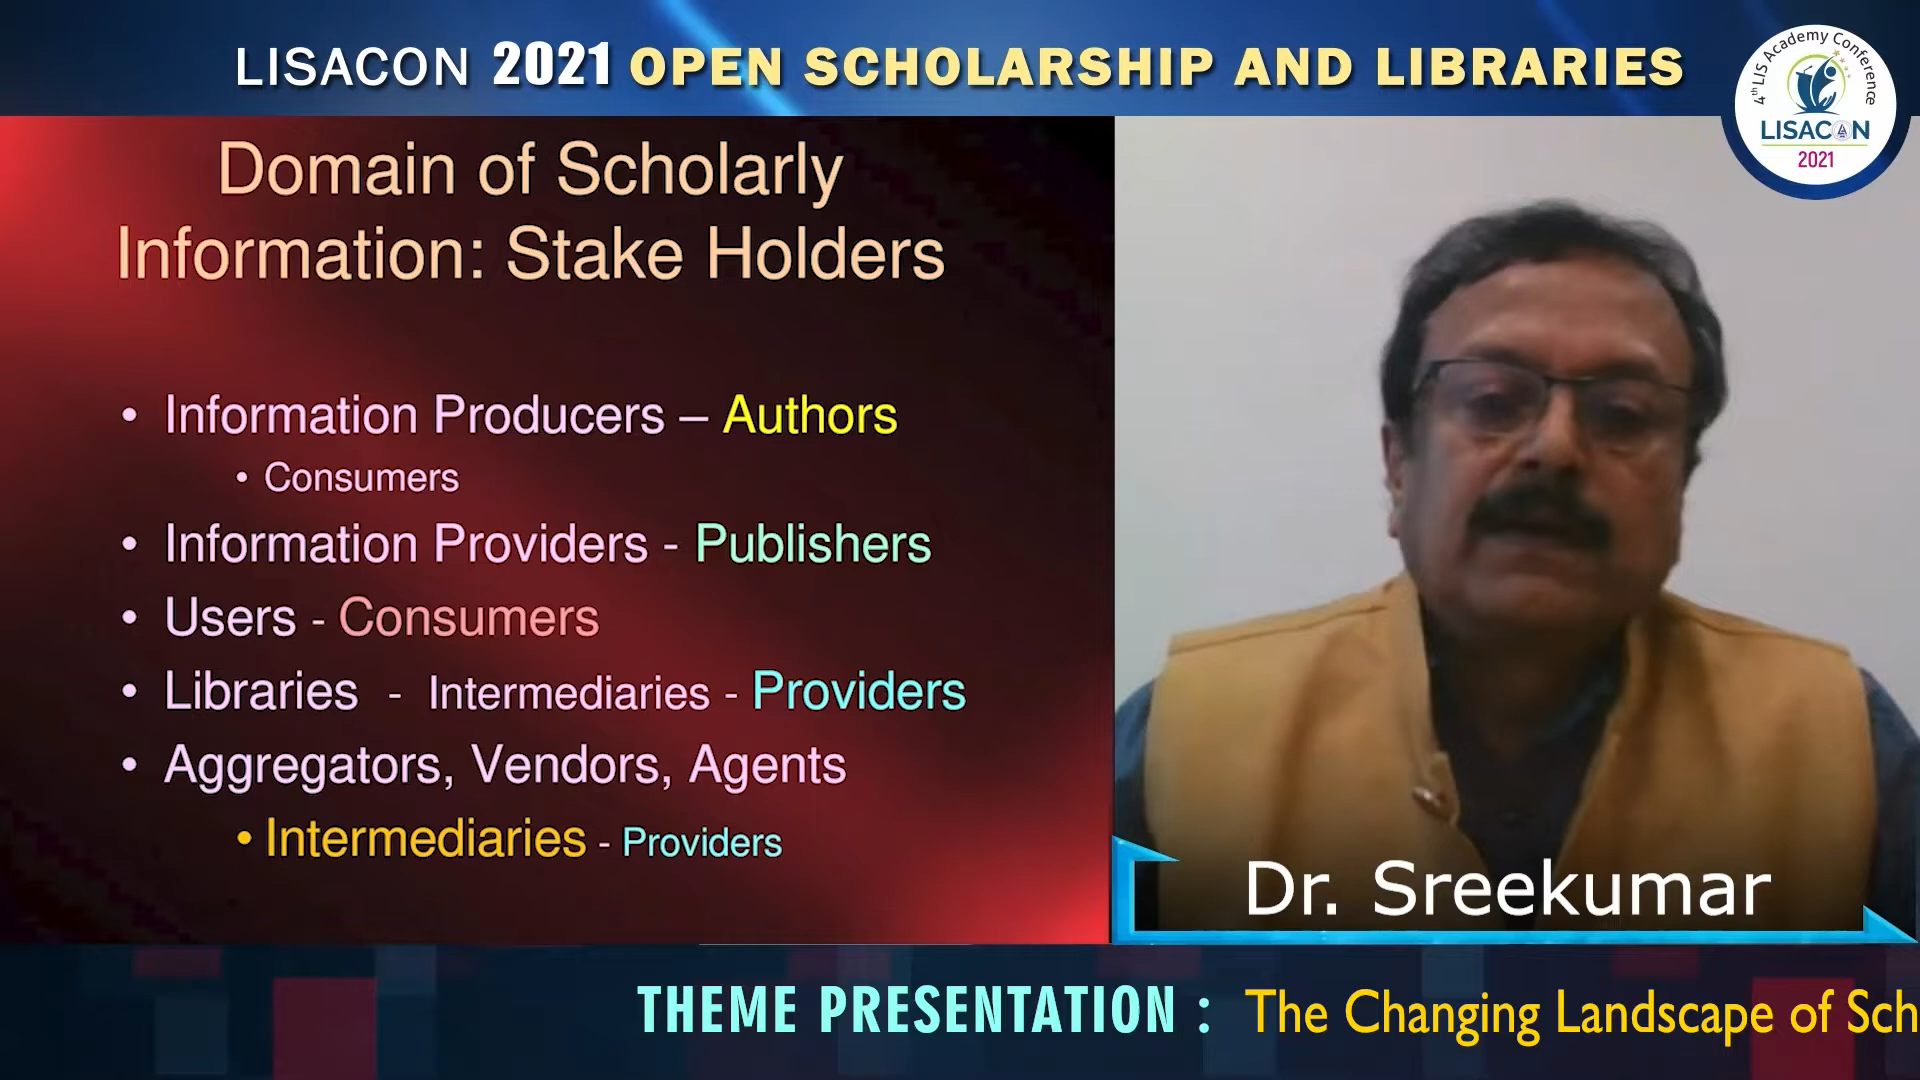 LISACON 2021 OPEN SCHOLARSHIP AND LIBRARIES
4th LIS Academy Conference
LISACON
2021
Domain of Scholarly
Information: Stake Holders
• Information Producers – Authors
• Consumers
• Information Providers - Publishers
• Users - Consumers
• Libraries - Intermediaries - Providers
• Aggregators, Vendors, Agents
• Intermediaries - Providers
Dr. Sreekumar
THEME PRESENTATION : The Changing Landscape of Sch